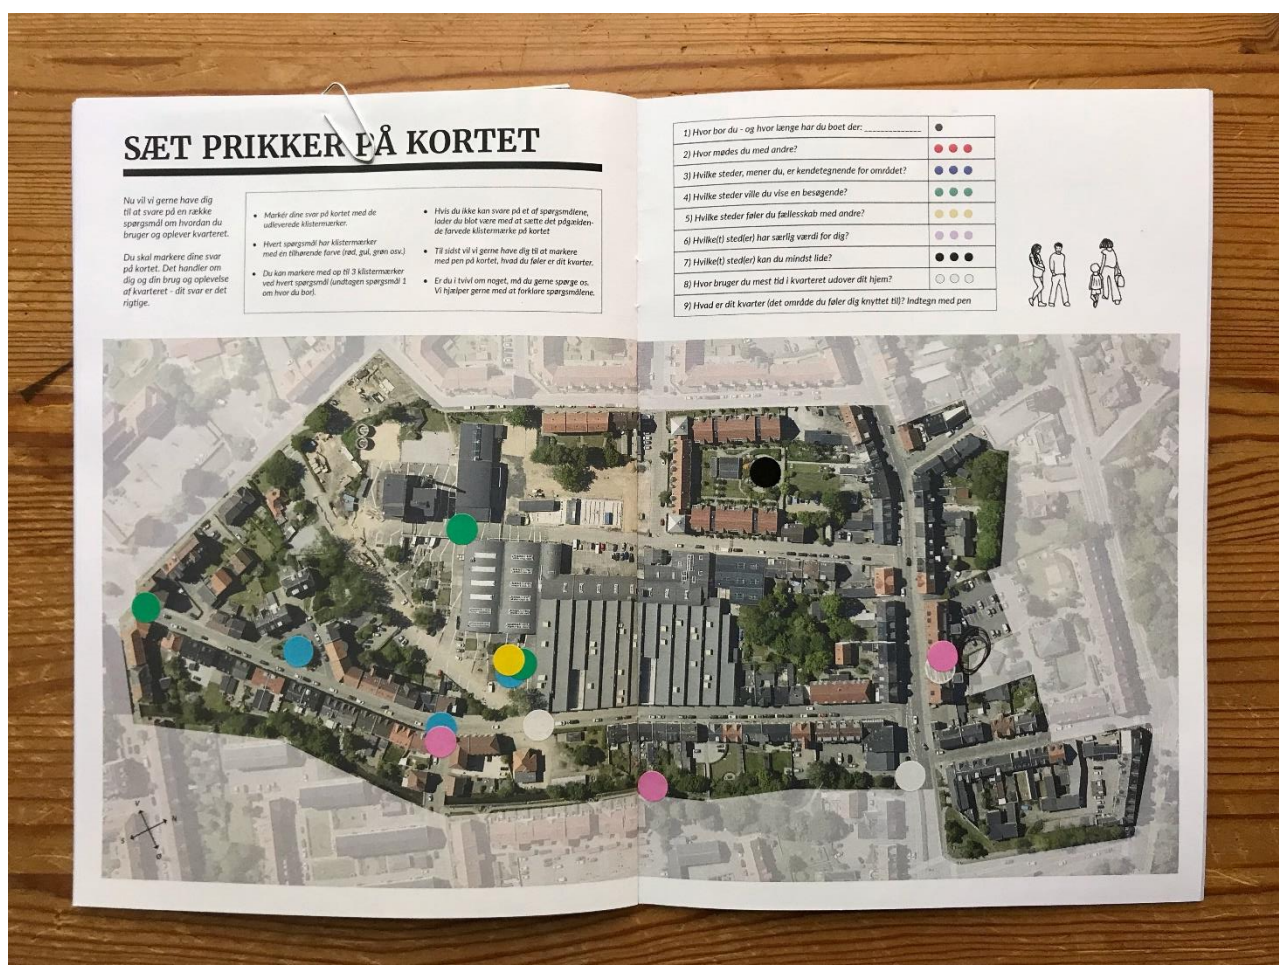 SÆT PRIKKER PÅ KORTET
Nu vil vi gerne have dig
til at svare på en række
spørgsmål om hvordan du
bruger og oplever kvarteret.
Du skal markere dine svar
på kortet. Det handler om
dig og din brug og oplevelse
af kvarteret - dit svar er det
rigtige.
• Markér dine svar på kortet med de
udleverede klistermærker.
• Hvert spørgsmål har klistermærker
med en tilhørende farve (rød, gul, grøn osv.)
• Du kan markere med op til 3 klistermærker
ved hvert spørgsmål (undtagen spørgsmål 1
om hvor du bor).
• Hvis du ikke kan svare på et af spørgsmålene,
lader du blot være med at sætte det pågælden-
de farvede klistermærke på kortet
• Til sidst vil vi gerne have dig til at markere
med pen på kortet, hvad du føler er dit kvarter.
• Er du i tvivl om noget, må du gerne spørge os.
Vi hjælper gerne med at forklare spørgsmålene.
1) Hvor bor du - og hvor længe har du boet der: ______________
2) Hvor mødes du med andre?
3) Hvilke steder, mener du, er kendetegnende for området?
4) Hvilke steder ville du vise en besøgende?
5) Hvilke steder føler du fællesskab med andre?
6) Hvilke(t) sted(er) har særlig værdi for dig?
7) Hvilke(t) sted(er) kan du mindst lide?
8) Hvor bruger du mest tid i kvarteret udover dit hjem?
9) Hvad er dit kvarter (det område du føler dig knyttet til)? Indtegn med pen